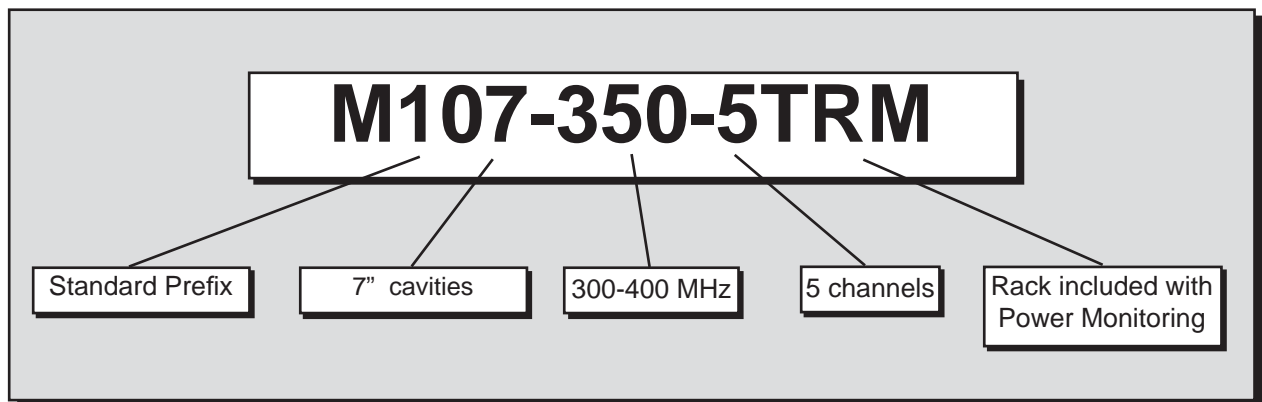 M107-350-5TRM
Standard Prefix
7” cavities
300-400 MHz
5 channels
Rack included with
Power Monitoring